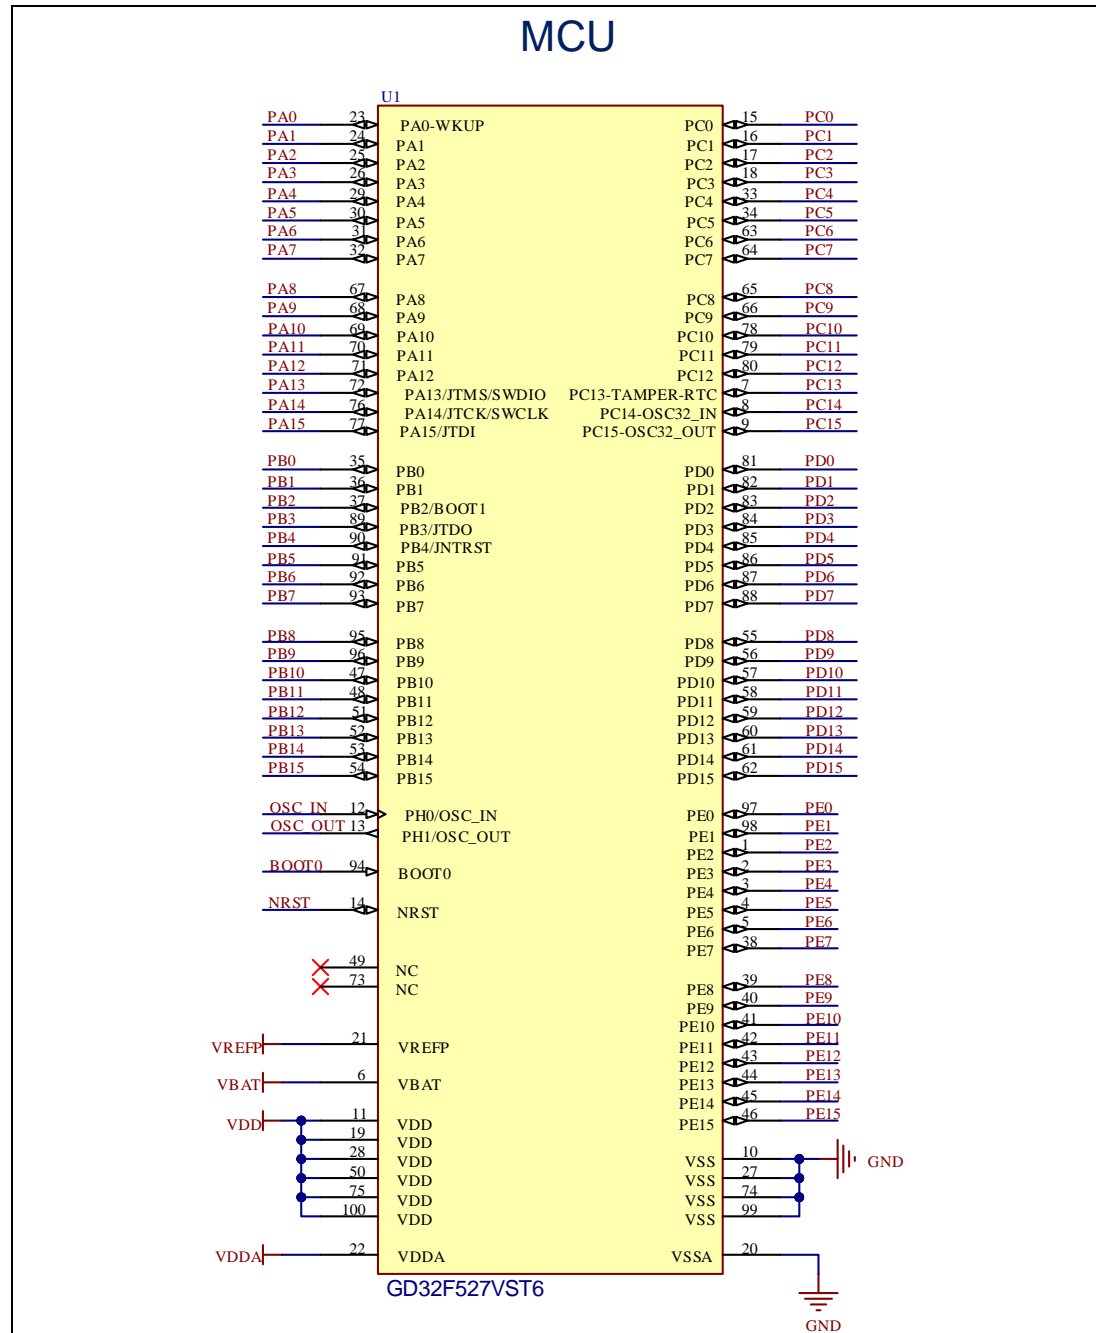 MCU
U1
PA0 23 PA0-WKUP PC0 15 PC0
PA1 24 PA1 PC1 16 PC1
PA2 25 PA2 PC2 17 PC2
PA3 26 PA3 PC3 18 PC3
PA4 29 PA4 PC4 33 PC4
PA5 30 PA5 PC5 34 PC5
PA6 31 PA6 PC6 63 PC6
PA7 32 PA7 PC7 64 PC7
PA8 67 PA8 PC8 65 PC8
PA9 68 PA9 PC9 66 PC9
PA10 69 PA10 PC10 78 PC10
PA11 70 PA11 PC11 79 PC11
PA12 71 PA12 PC12 80 PC12
PA13 72 PA13/JTMS/SWDIO PC13-TAMPER-RTC 7 PC13
PA14 76 PA14/JTCK/SWCLK PC14-OSC32_IN 8 PC14
PA15 77 PA15/JTDI PC15-OSC32_OUT 9 PC15
PB0 35 PB0 PD0 81 PD0
PB1 36 PB1 PD1 82 PD1
PB2 37 PB2/BOOT1 PD2 83 PD2
PB3 89 PB3/JTDO PD3 84 PD3
PB4 90 PB4/JNTRST PD4 85 PD4
PB5 91 PB5 PD5 86 PD5
PB6 92 PB6 PD6 87 PD6
PB7 93 PB7 PD7 88 PD7
PB8 95 PB8 PD8 55 PD8
PB9 96 PB9 PD9 56 PD9
PB10 47 PB10 PD10 57 PD10
PB11 48 PB11 PD11 58 PD11
PB12 51 PB12 PD12 59 PD12
PB13 52 PB13 PD13 60 PD13
PB14 53 PB14 PD14 61 PD14
PB15 54 PB15 PD15 62 PD15
OSC_IN 12 PH0/OSC_IN PE0 97 PE0
OSC_OUT 13 PH1/OSC_OUT PE1 98 PE1
PE2 1 PE2
BOOT0 94 BOOT0 PE3 2 PE3
PE4 3 PE4
NRST 14 NRST PE5 4 PE5
PE6 5 PE6
PE7 38 PE7
49 NC
73 NC PE8 39 PE8
PE9 40 PE9
PE10 41 PE10
VREFP 21 VREFP PE11 42 PE11
PE12 43 PE12
VBAT 6 VBAT PE13 44 PE13
PE14 45 PE14
VDD 11 VDD PE15 46 PE15
19 VDD
28 VDD VSS 10 GND
50 VDD VSS 27
75 VDD VSS 74
100 VDD VSS 99
VDDA 22 VDDA VSSA 20
GD32F527VST6
GND